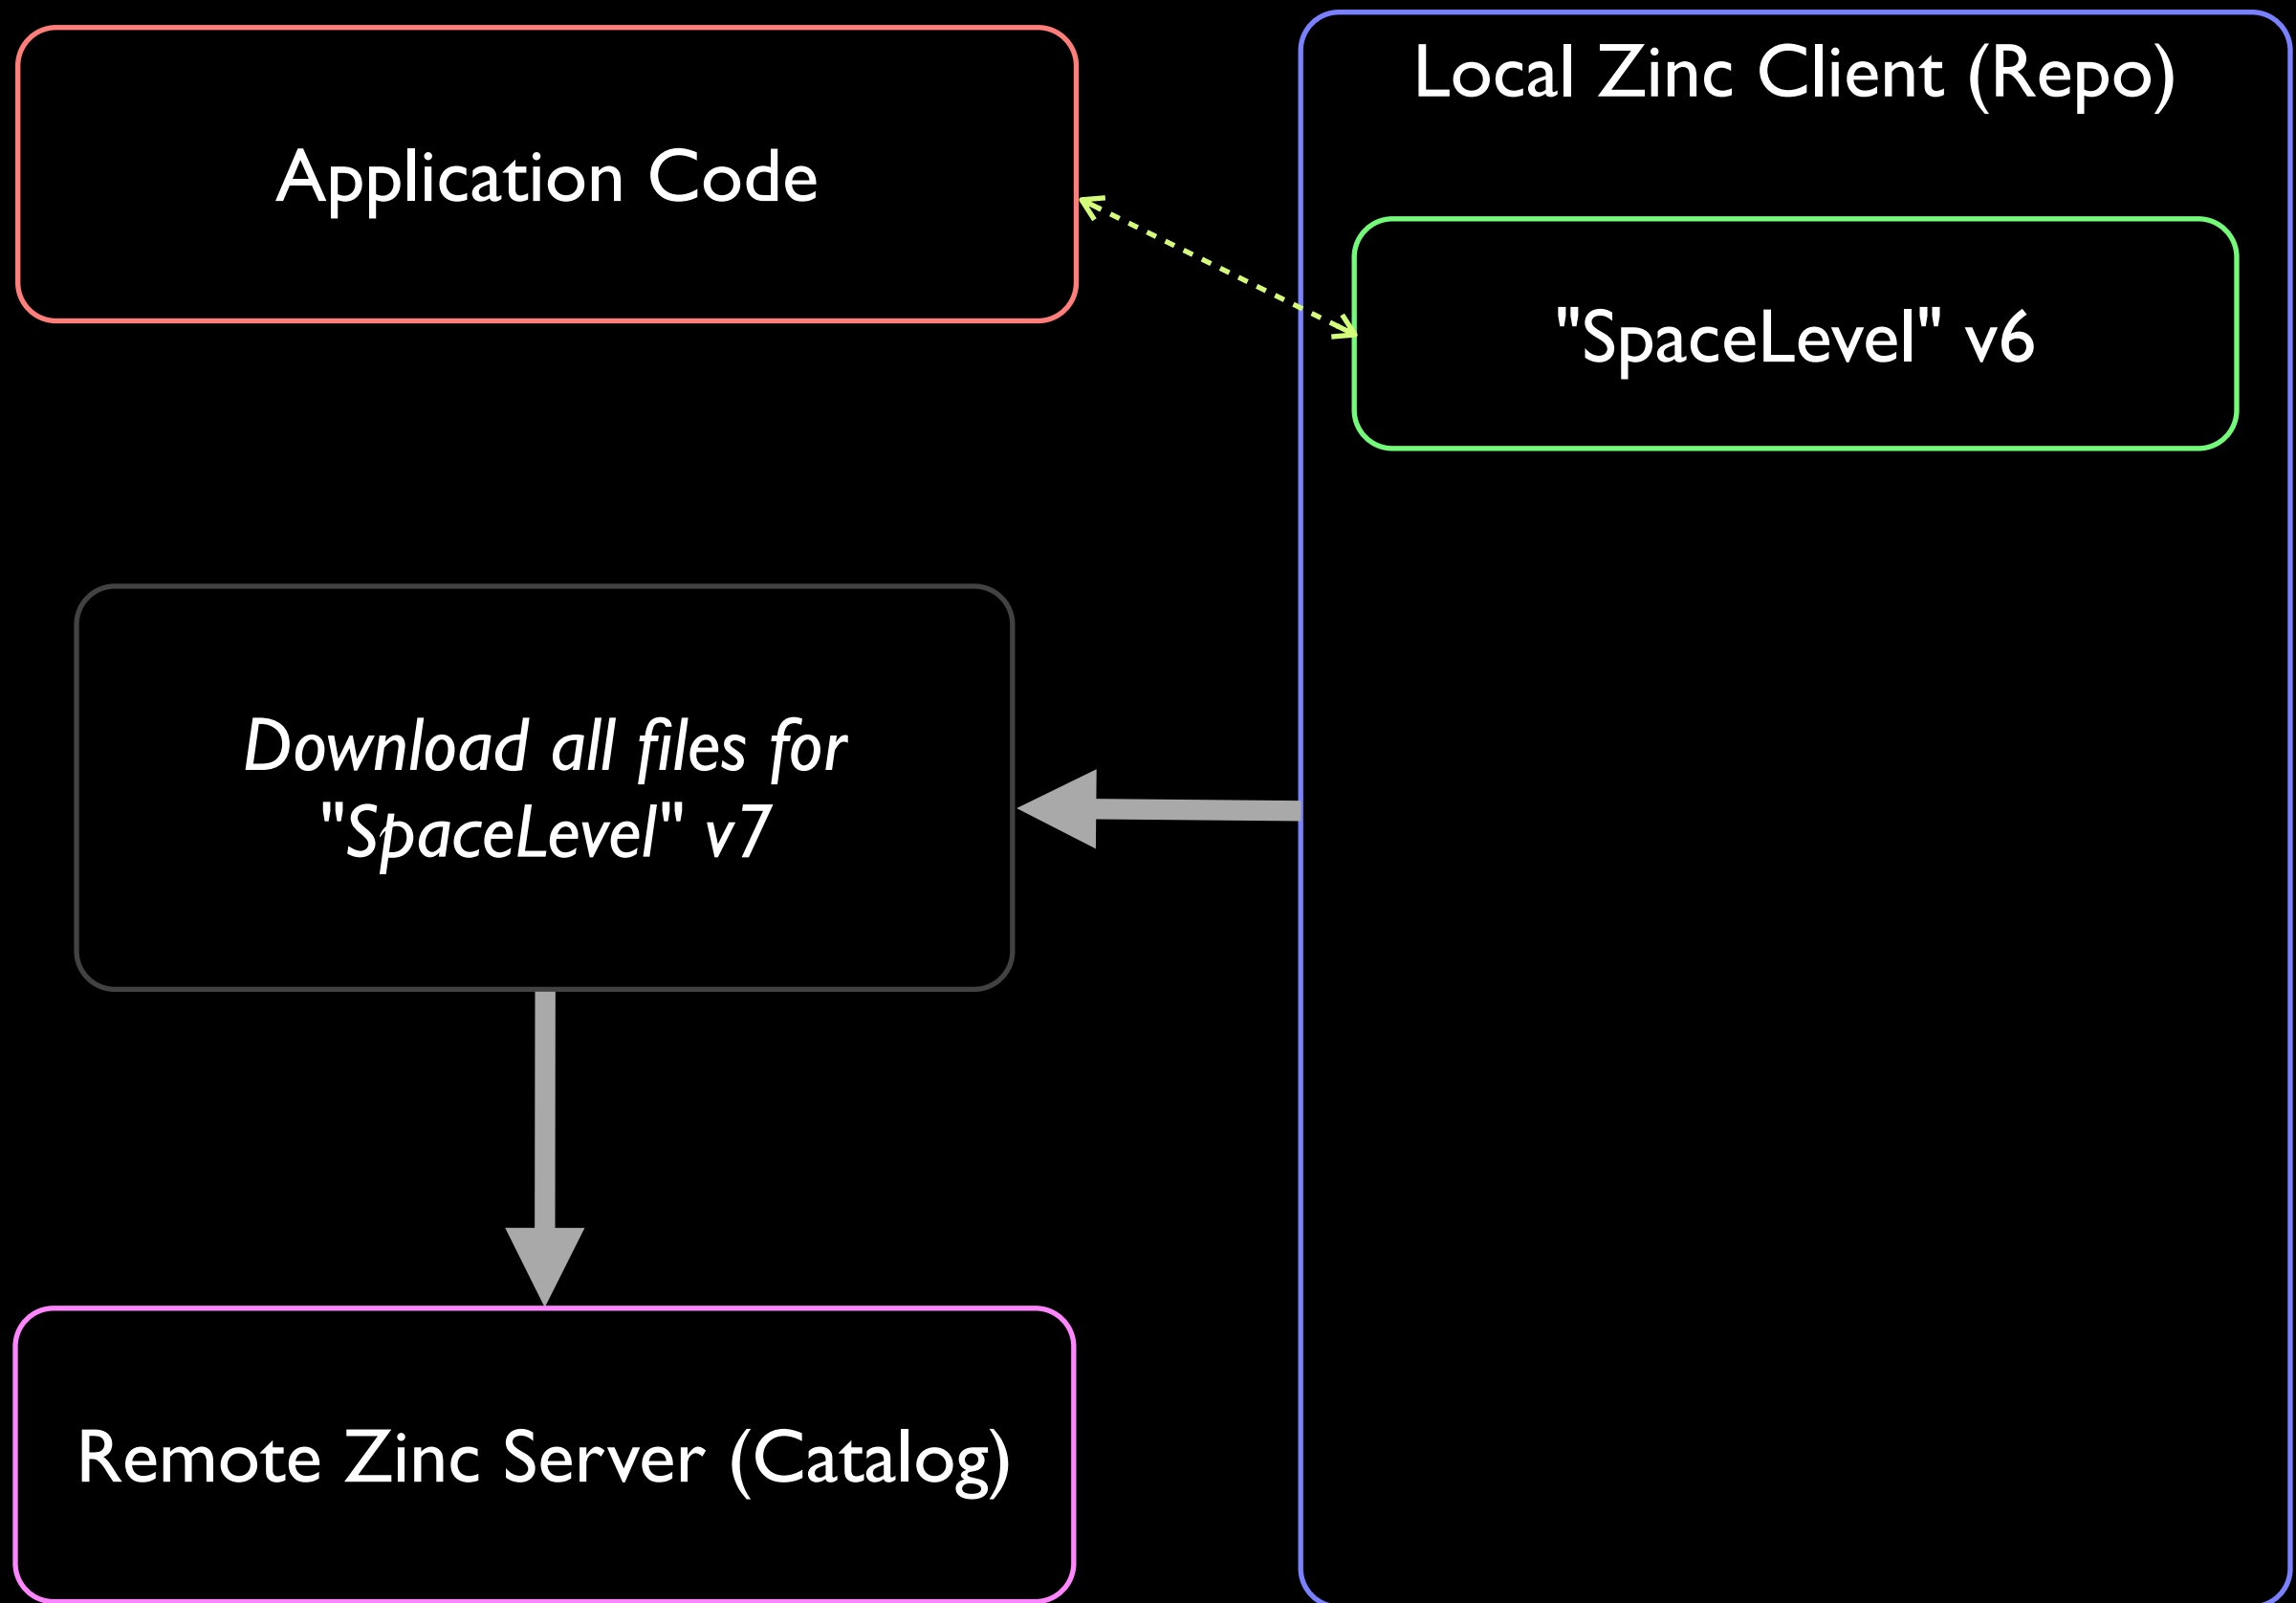 Local Zinc Client (Repo)
Application Code
"SpaceLevel" v6
Download all files for
"SpaceLevel" v7
Remote Zinc Server (Catalog)